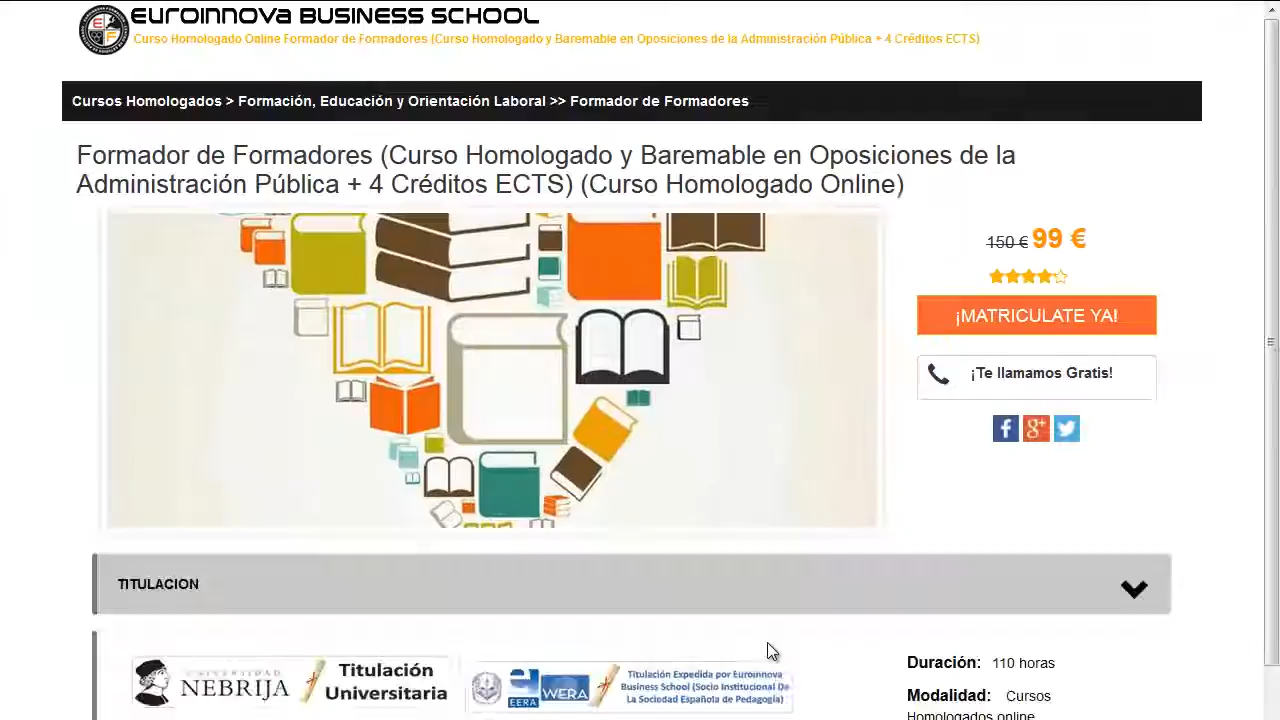 EUROINNOVA BUSINESS SCHOOL
Curso Homologado Online Formador de Formadores (Curso Homologado y Baremable en Oposiciones de la Administración Pública + 4 Créditos ECTS)
Cursos Homologados > Formación, Educación y Orientación Laboral >> Formador de Formadores
Formador de Formadores (Curso Homologado y Baremable en Oposiciones de la
Administración Pública + 4 Créditos ECTS) (Curso Homologado Online)
150 € 99 €
¡MATRICULATE YA!
¡Te llamamos Gratis!
TITULACION
UNIVERSIDAD
NEBRIJA
Titulación
Universitaria
EERA
WERA
Titulación Expedida por Euroinnova
Business School (Socio Institucional De
La Sociedad Española de Pedagogía)
Duración: 110 horas
Modalidad: Cursos
Homologados online